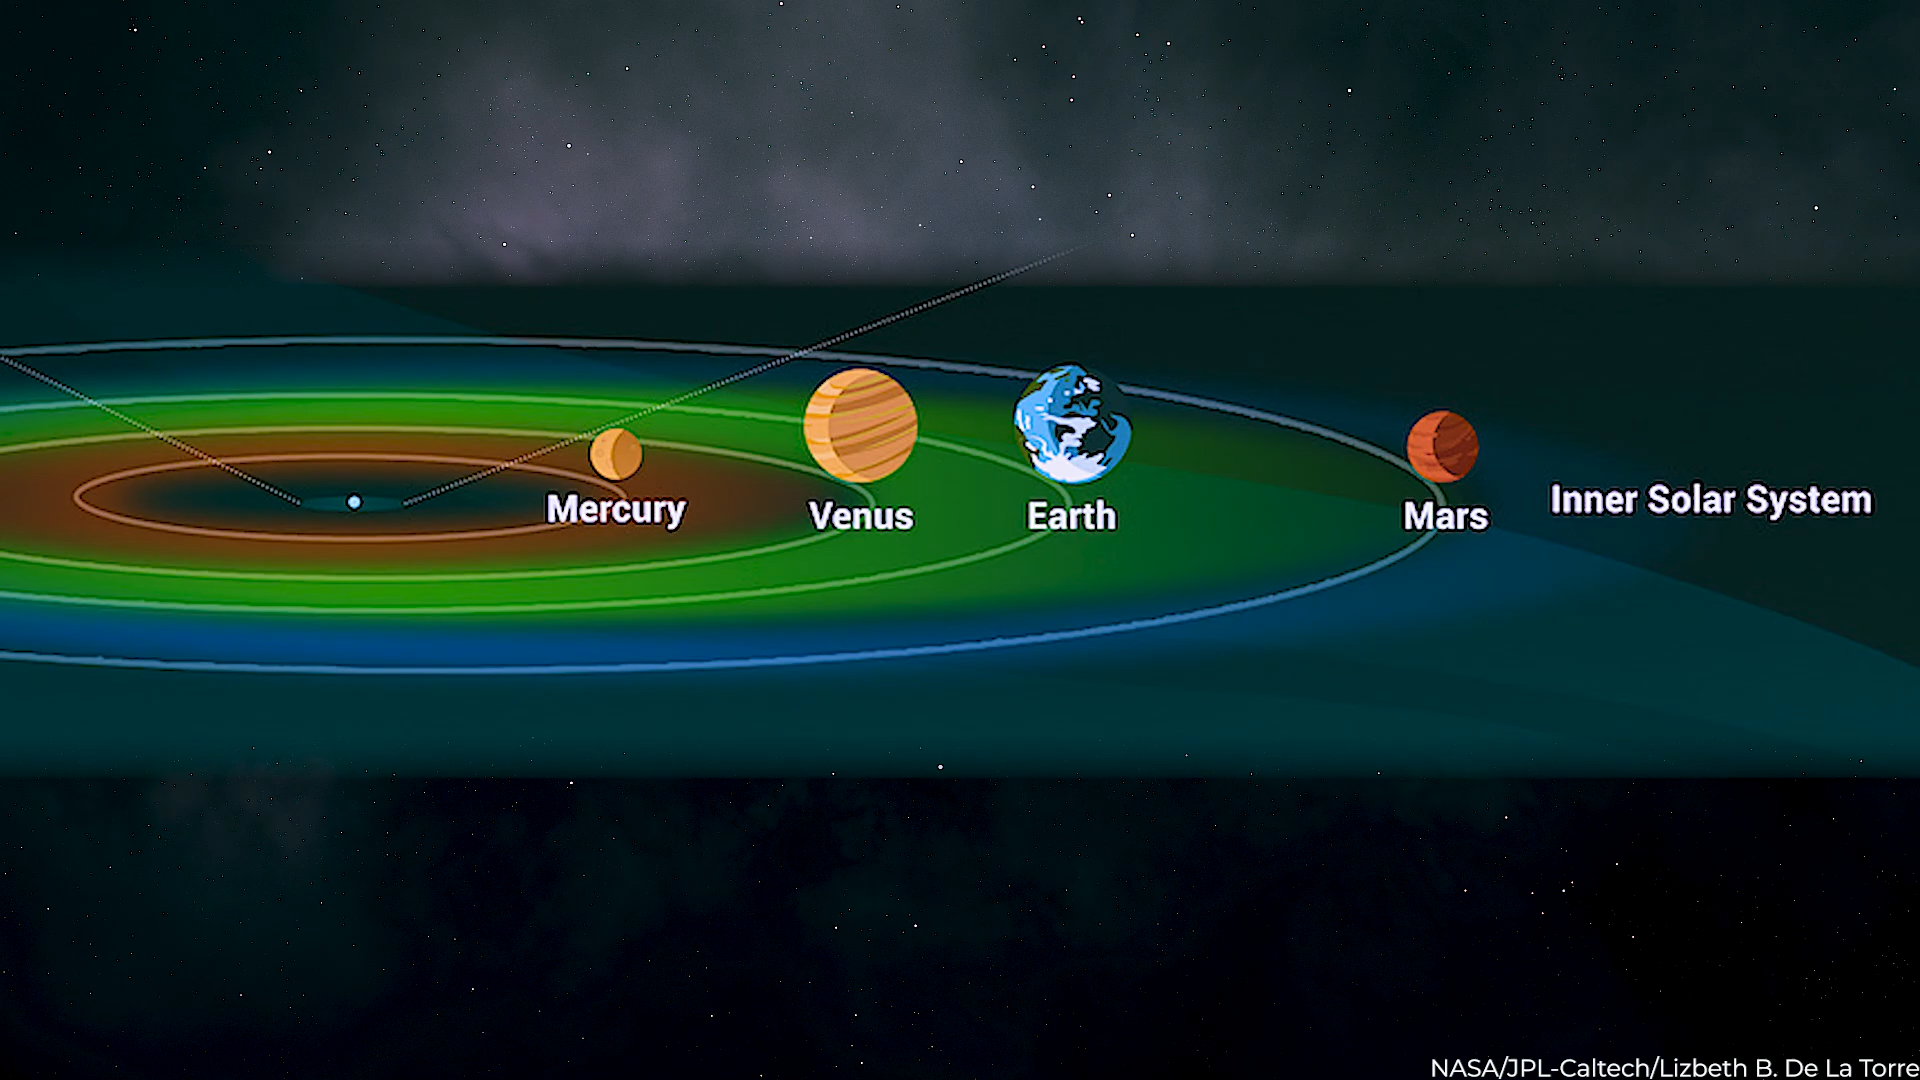 Mercury
Venus
Earth
Mars
Inner Solar System
NASA/JPL-Caltech/Lizbeth B. De La Torre